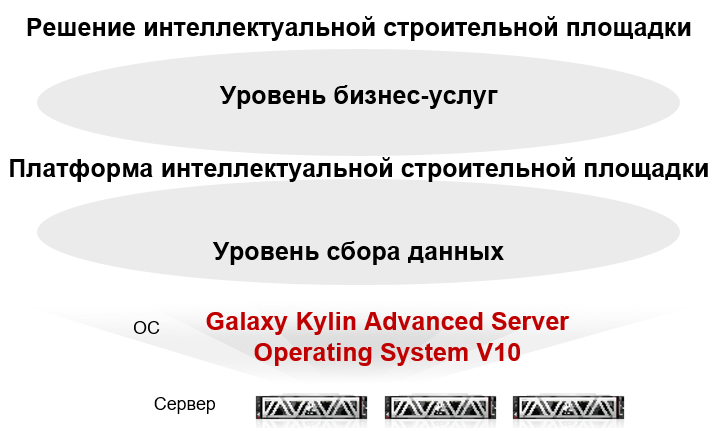 Решение интеллектуальной строительной площадки
Уровень бизнес-услуг
Платформа интеллектуальной строительной площадки
Уровень сбора данных
ОС
Galaxy Kylin Advanced Server
Operating System V10
Сервер